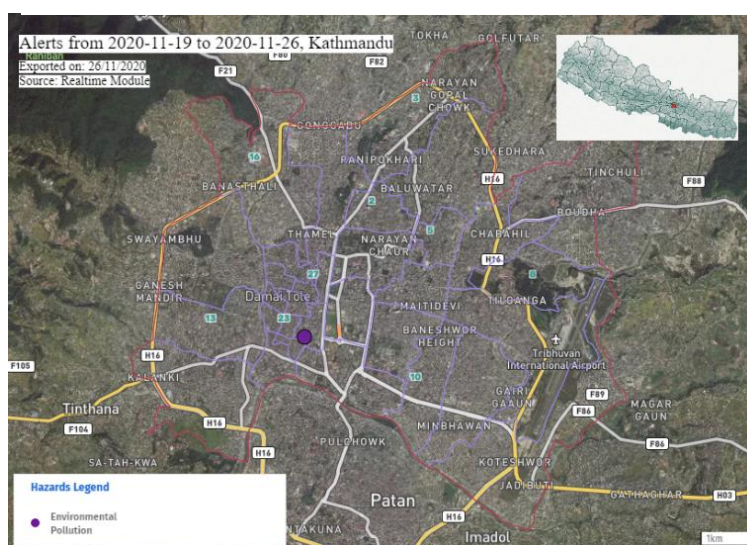 TOKHA
GOLFUTAR
Alerts from 2020-11-19 to 2020-11-26, Kathmandu
Raniban
F80
Exported on: 26/11/2020
F21
F82
Source: Realtime Module
NARAYAN
GOPAL
CHOWK
3
GONGGABU
16
PANIPOKHARI
SUKEDHARA
TINCHULI
BANASTHALI
BALUWATAR
H16
F88
2
BOUDHA
SWAYAMBHU
THAMEL
NARAYAN
CHAUR
5
CHABAHIL
H16
27
8
GANESH
MANDIR
Damai Tole
TILGANGA
MAITIDEVI
13
23
BANESHWOR
HEIGHT
Tribhuvan
International Airport
H16
F105
KALANKI
10
GAIRI
GAAUN
F89
Tinthana
F86
MAGAR
GAUN
F104
H16
MINBHAWAN
F86
PULCHOWK
SA-TAH-KWA
H16
KOTESHWOR
JADIBUTI
GATHAGHAR
H03
Hazards Legend
Patan
Environmental
Pollution
H16
NTAKUNA
Imadol
1km